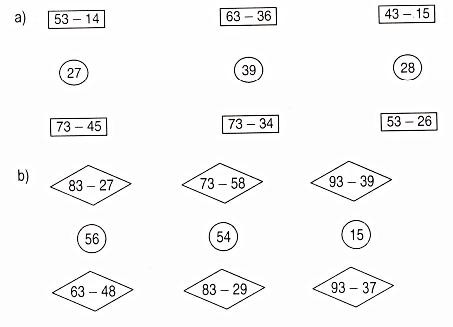 a) 53 – 14 63 – 36 43 – 15
27 39 28
73 – 45 73 – 34 53 – 26
b) 83 – 27 73 – 58 93 – 39
56 54 15
63 – 48 83 – 29 93 – 37